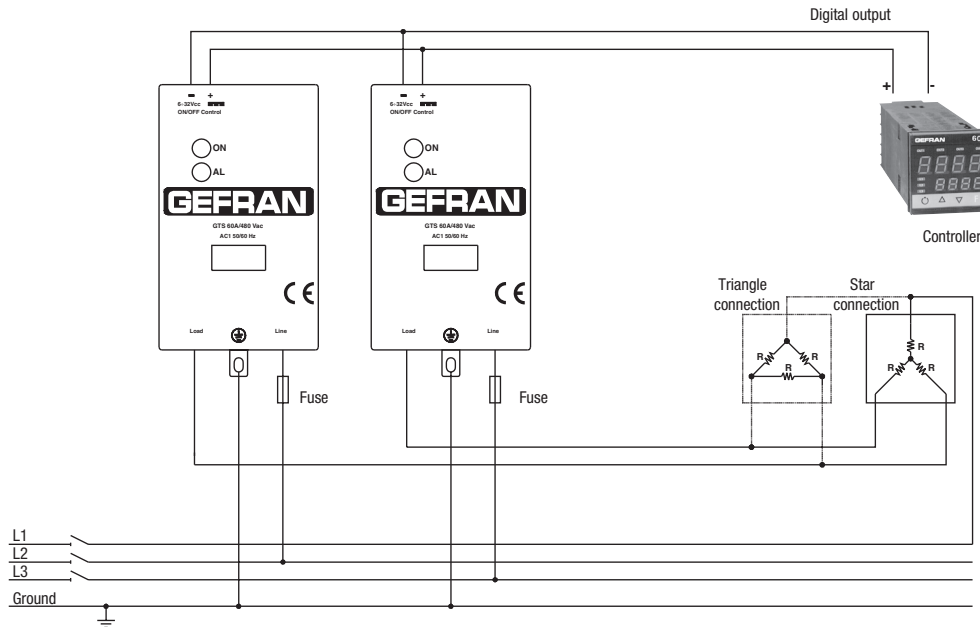 Digital output
+ -
- +
6-32Vcc
ON/OFF Control
ON
AL
GEFRAN
GTS 60A/480 Vac
AC1 50/60 Hz
CE
Load
Line
Fuse
- +
6-32Vcc
ON/OFF Control
ON
AL
GEFRAN
GTS 60A/480 Vac
AC1 50/60 Hz
CE
Load
Line
Fuse
GEFRAN
8888
8888
Controller
Triangle
connection
R
R
R
Star
connection
R
R
R
L1
L2
L3
Ground